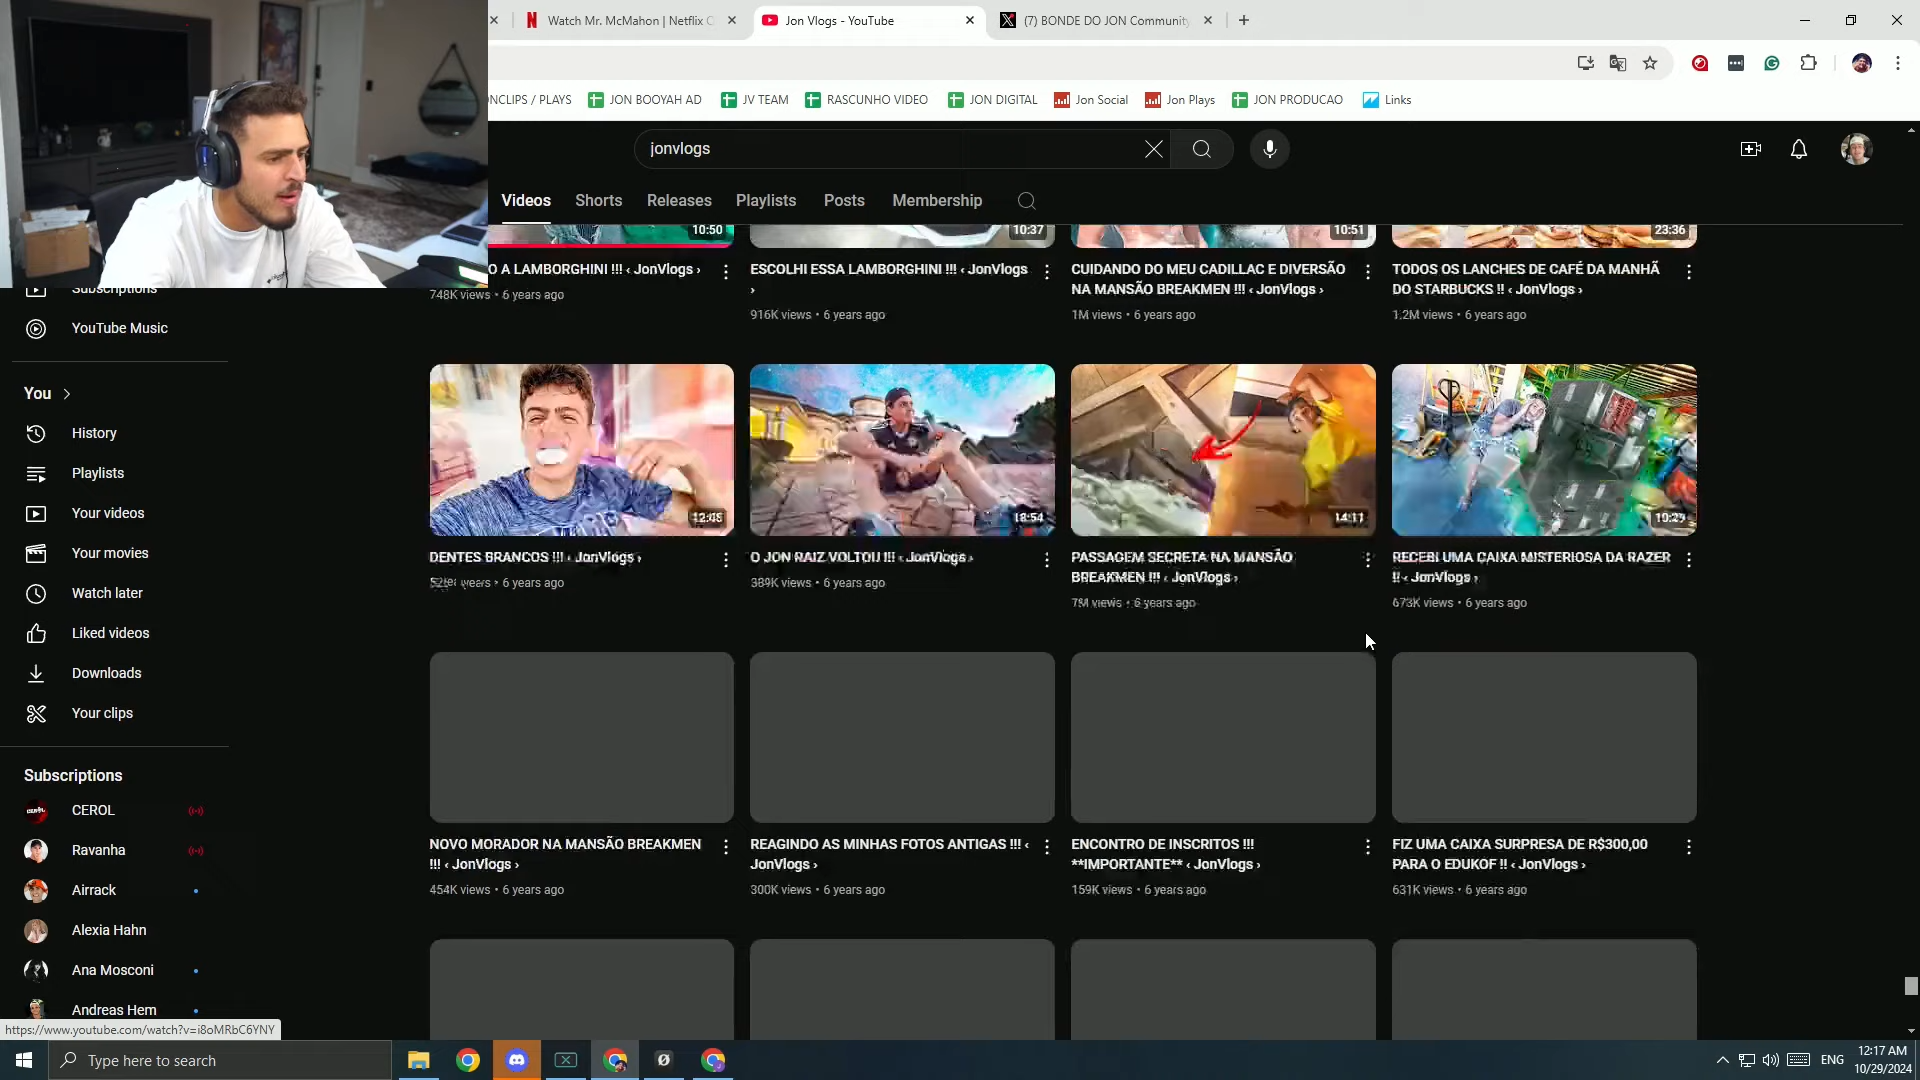 Watch Mr. McMahon | Netflix
Jon Vlogs - YouTube
(7) BONDE DO JON Community
NCLIPS / PLAYS
JON BOOYAH AD
JV TEAM
RASCUNHO VIDEO
JON DIGITAL
Jon Social
Jon Plays
JON PRODUCAO
Links
jonvlogs
Videos
Shorts
Releases
Playlists
Posts
Membership
10:50
10:37
10:51
23:36
O A LAMBORGHINI !!! ‹ JonVlogs ›
748K views • 6 years ago
ESCOLHI ESSA LAMBORGHINI !!! ‹ JonVlogs
›
916K views • 6 years ago
CUIDANDO DO MEU CADILLAC E DIVERSÃO
NA MANSÃO BREAKMEN !!! ‹ JonVlogs ›
1M views • 6 years ago
TODOS OS LANCHES DE CAFÉ DA MANHÃ
DO STARBUCKS !! ‹ JonVlogs ›
1.2M views • 6 years ago
Subscriptions
YouTube Music
You
History
Playlists
Your videos
Your movies
Watch later
Liked videos
Downloads
Your clips
Subscriptions
CEROL
Ravanha
Airrack
Alexia Hahn
Ana Mosconi
Andreas Hem
18:54
14:11
DENTES BRANCOS !!! ‹ JonVlogs ›
views • 6 years ago
O JON RAIZ VOLTOU !!! ‹ JonVlogs ›
389K views • 6 years ago
PASSAGEM SECRETA NA MANSÃO
BREAKMEN !!! ‹ JonVlogs ›
views • 6 years ago
RECEBI UMA CAIXA MISTERIOSA DA RAZER
!! ‹ JonVlogs ›
673K views • 6 years ago
NOVO MORADOR NA MANSÃO BREAKMEN
!!! ‹ JonVlogs ›
454K views • 6 years ago
REAGINDO AS MINHAS FOTOS ANTIGAS !!! ‹
JonVlogs ›
300K views • 6 years ago
ENCONTRO DE INSCRITOS !!!
**IMPORTANTE** ‹ JonVlogs ›
159K views • 6 years ago
FIZ UMA CAIXA SURPRESA DE R$300,00
PARA O EDUKOF !! ‹ JonVlogs ›
631K views • 6 years ago
https://www.youtube.com/watch?v=i8oMRbC6YNY
Type here to search
ENG
12:17 AM
10/29/2024